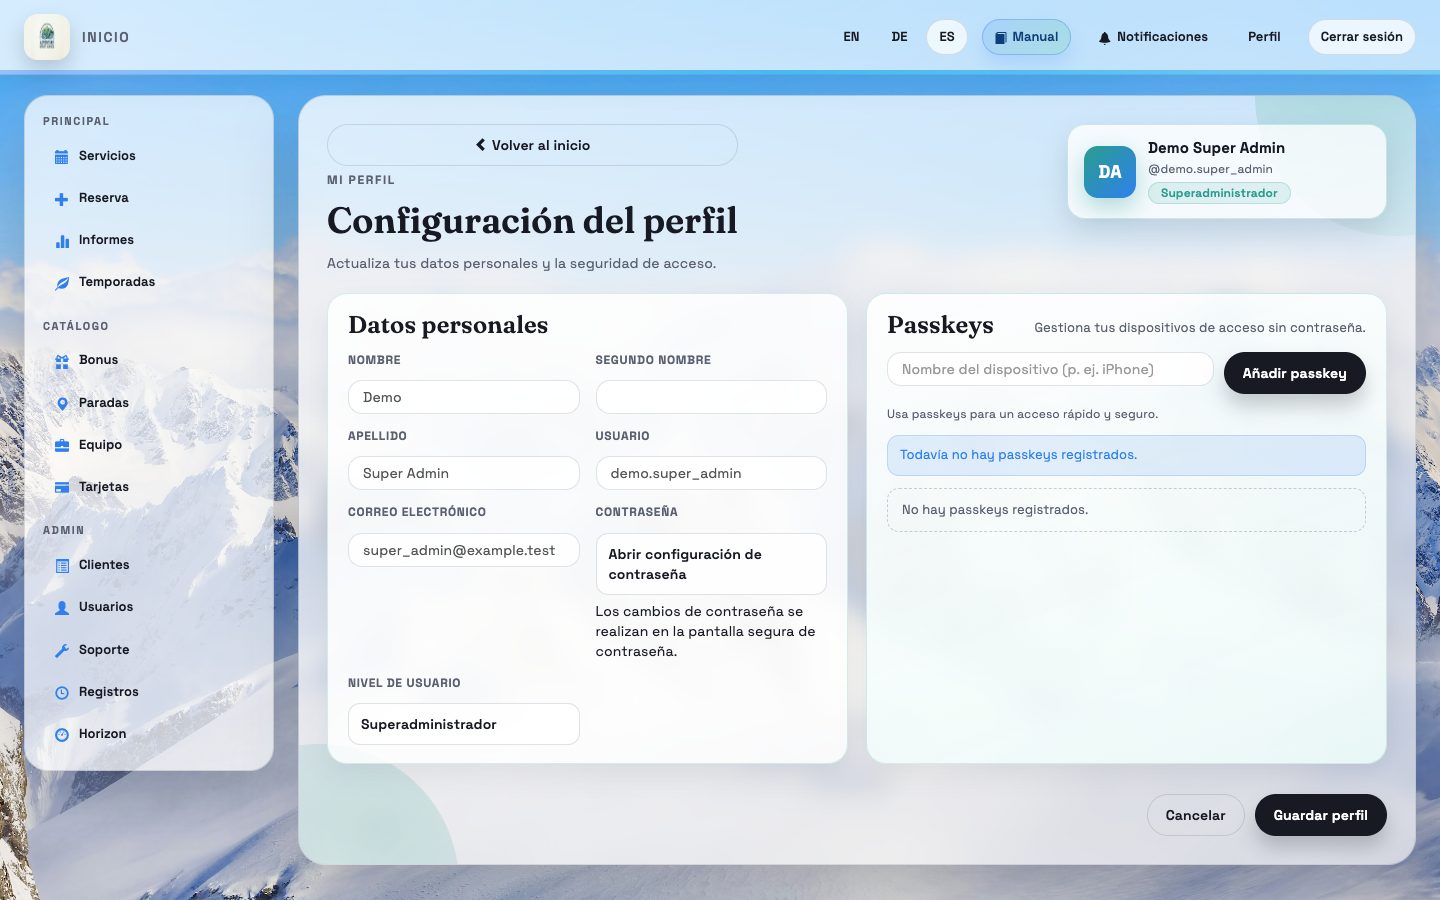 INICIO
EN
DE
ES
Manual
Notificaciones
Perfil
Cerrar sesión
PRINCIPAL
Servicios
Reserva
Informes
Temporadas
CATÁLOGO
Bonus
Paradas
Equipo
Tarjetas
ADMIN
Clientes
Usuarios
Soporte
Registros
Horizon
Volver al inicio
MI PERFIL
Configuración del perfil
Actualiza tus datos personales y la seguridad de acceso.
DA
Demo Super Admin
@demo.super_admin
Superadministrador
Datos personales
NOMBRE
Demo
SEGUNDO NOMBRE
APELLIDO
Super Admin
USUARIO
demo.super_admin
CORREO ELECTRÓNICO
super_admin@example.test
CONTRASEÑA
Abrir configuración de
contraseña
Los cambios de contraseña se
realizan en la pantalla segura de
contraseña.
NIVEL DE USUARIO
Superadministrador
Passkeys
Gestiona tus dispositivos de acceso sin contraseña.
Nombre del dispositivo (p. ej. iPhone)
Añadir passkey
Usa passkeys para un acceso rápido y seguro.
Todavía no hay passkeys registrados.
No hay passkeys registrados.
Cancelar
Guardar perfil